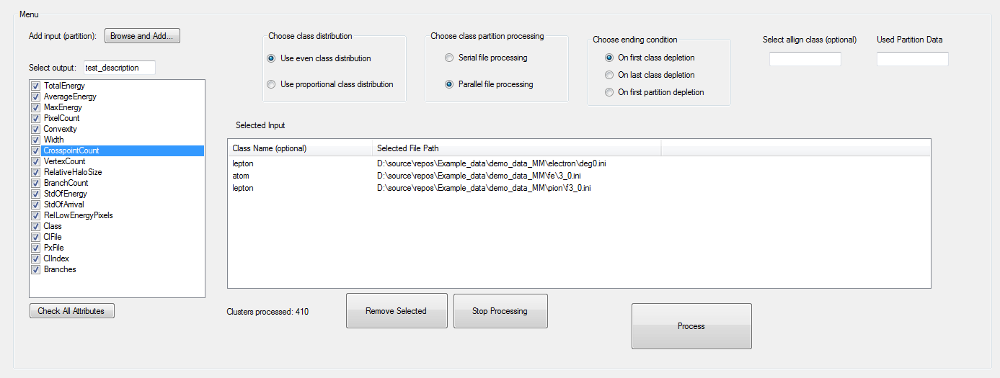 Menu
Add input (partition): Browse and Add...
Select output: test_description
TotalEnergy
AverageEnergy
MaxEnergy
PixelCount
Convexity
Width
CrosspointCount
VertexCount
RelativeHaloSize
BranchCount
StdOfEnergy
StdOfArrival
RelLowEnergyPixels
Class
ClFile
PxFile
ClIndex
Branches
Check All Attributes
Choose class distribution
Use even class distribution
Use proportional class distribution
Choose class partition processing
Serial file processing
Parallel file processing
Choose ending condition
On first class depletion
On last class depletion
On first partition depletion
Select allign class (optional)
Used Partition Data
Selected Input
Class Name (optional) Selected File Path
lepton D:\source\repos\Example_data\demo_data_MM\electron\deg0.ini
atom D:\source\repos\Example_data\demo_data_MM\fe\3_0.ini
lepton D:\source\repos\Example_data\demo_data_MM\pion\f3_0.ini
Clusters processed: 410
Remove Selected
Stop Processing
Process